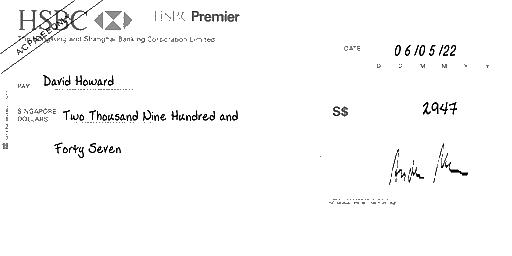 HSBC HSBC Premier
A/C PAYEE ONLY
The Hongkong and Shanghai Banking Corporation Limited
DATE 06/05/22
D D M M Y Y
PAY David Howard
SINGAPORE DOLLARS Two Thousand Nine Hundred and
Forty Seven
S$ 2947